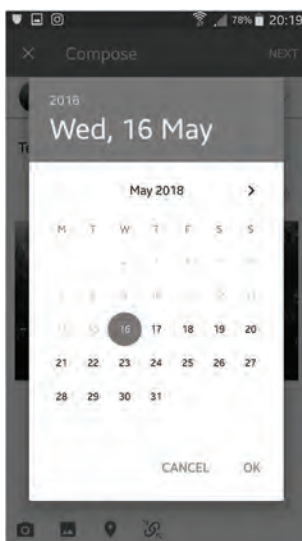 78% 20:19
Compose NEXT
2018
Wed, 16 May
May 2018
M T W T F S S
16 17 18 19 20
21 22 23 24 25 26 27
28 29 30 31
CANCEL OK